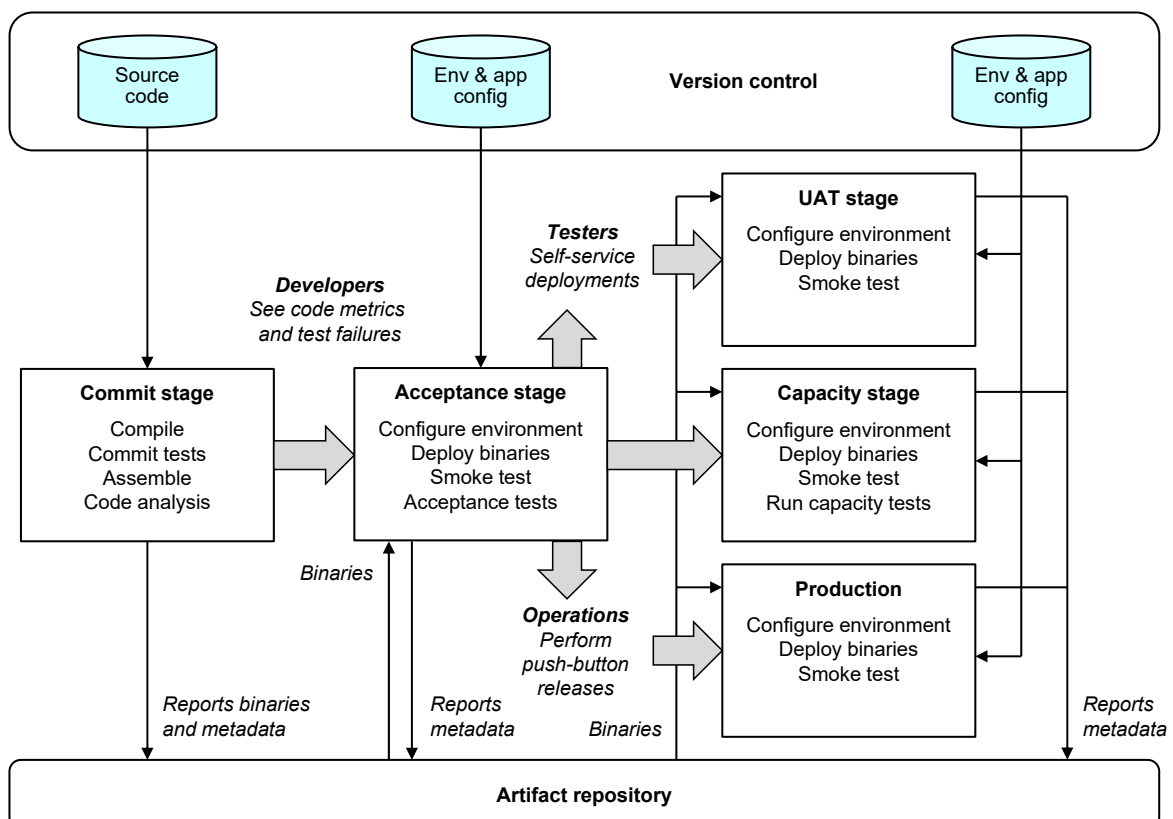 Source
code
Env & app
config
Version control
Env & app
config
UAT stage
Configure environment
Deploy binaries
Smoke test
Testers
Self-service
deployments
Developers
See code metrics
and test failures
Commit stage
Compile
Commit tests
Assemble
Code analysis
Acceptance stage
Configure environment
Deploy binaries
Smoke test
Acceptance tests
Capacity stage
Configure environment
Deploy binaries
Smoke test
Run capacity tests
Binaries
Operations
Perform
push-button
releases
Production
Configure environment
Deploy binaries
Smoke test
Reports binaries
and metadata
Reports
metadata
Binaries
Reports
metadata
Artifact repository